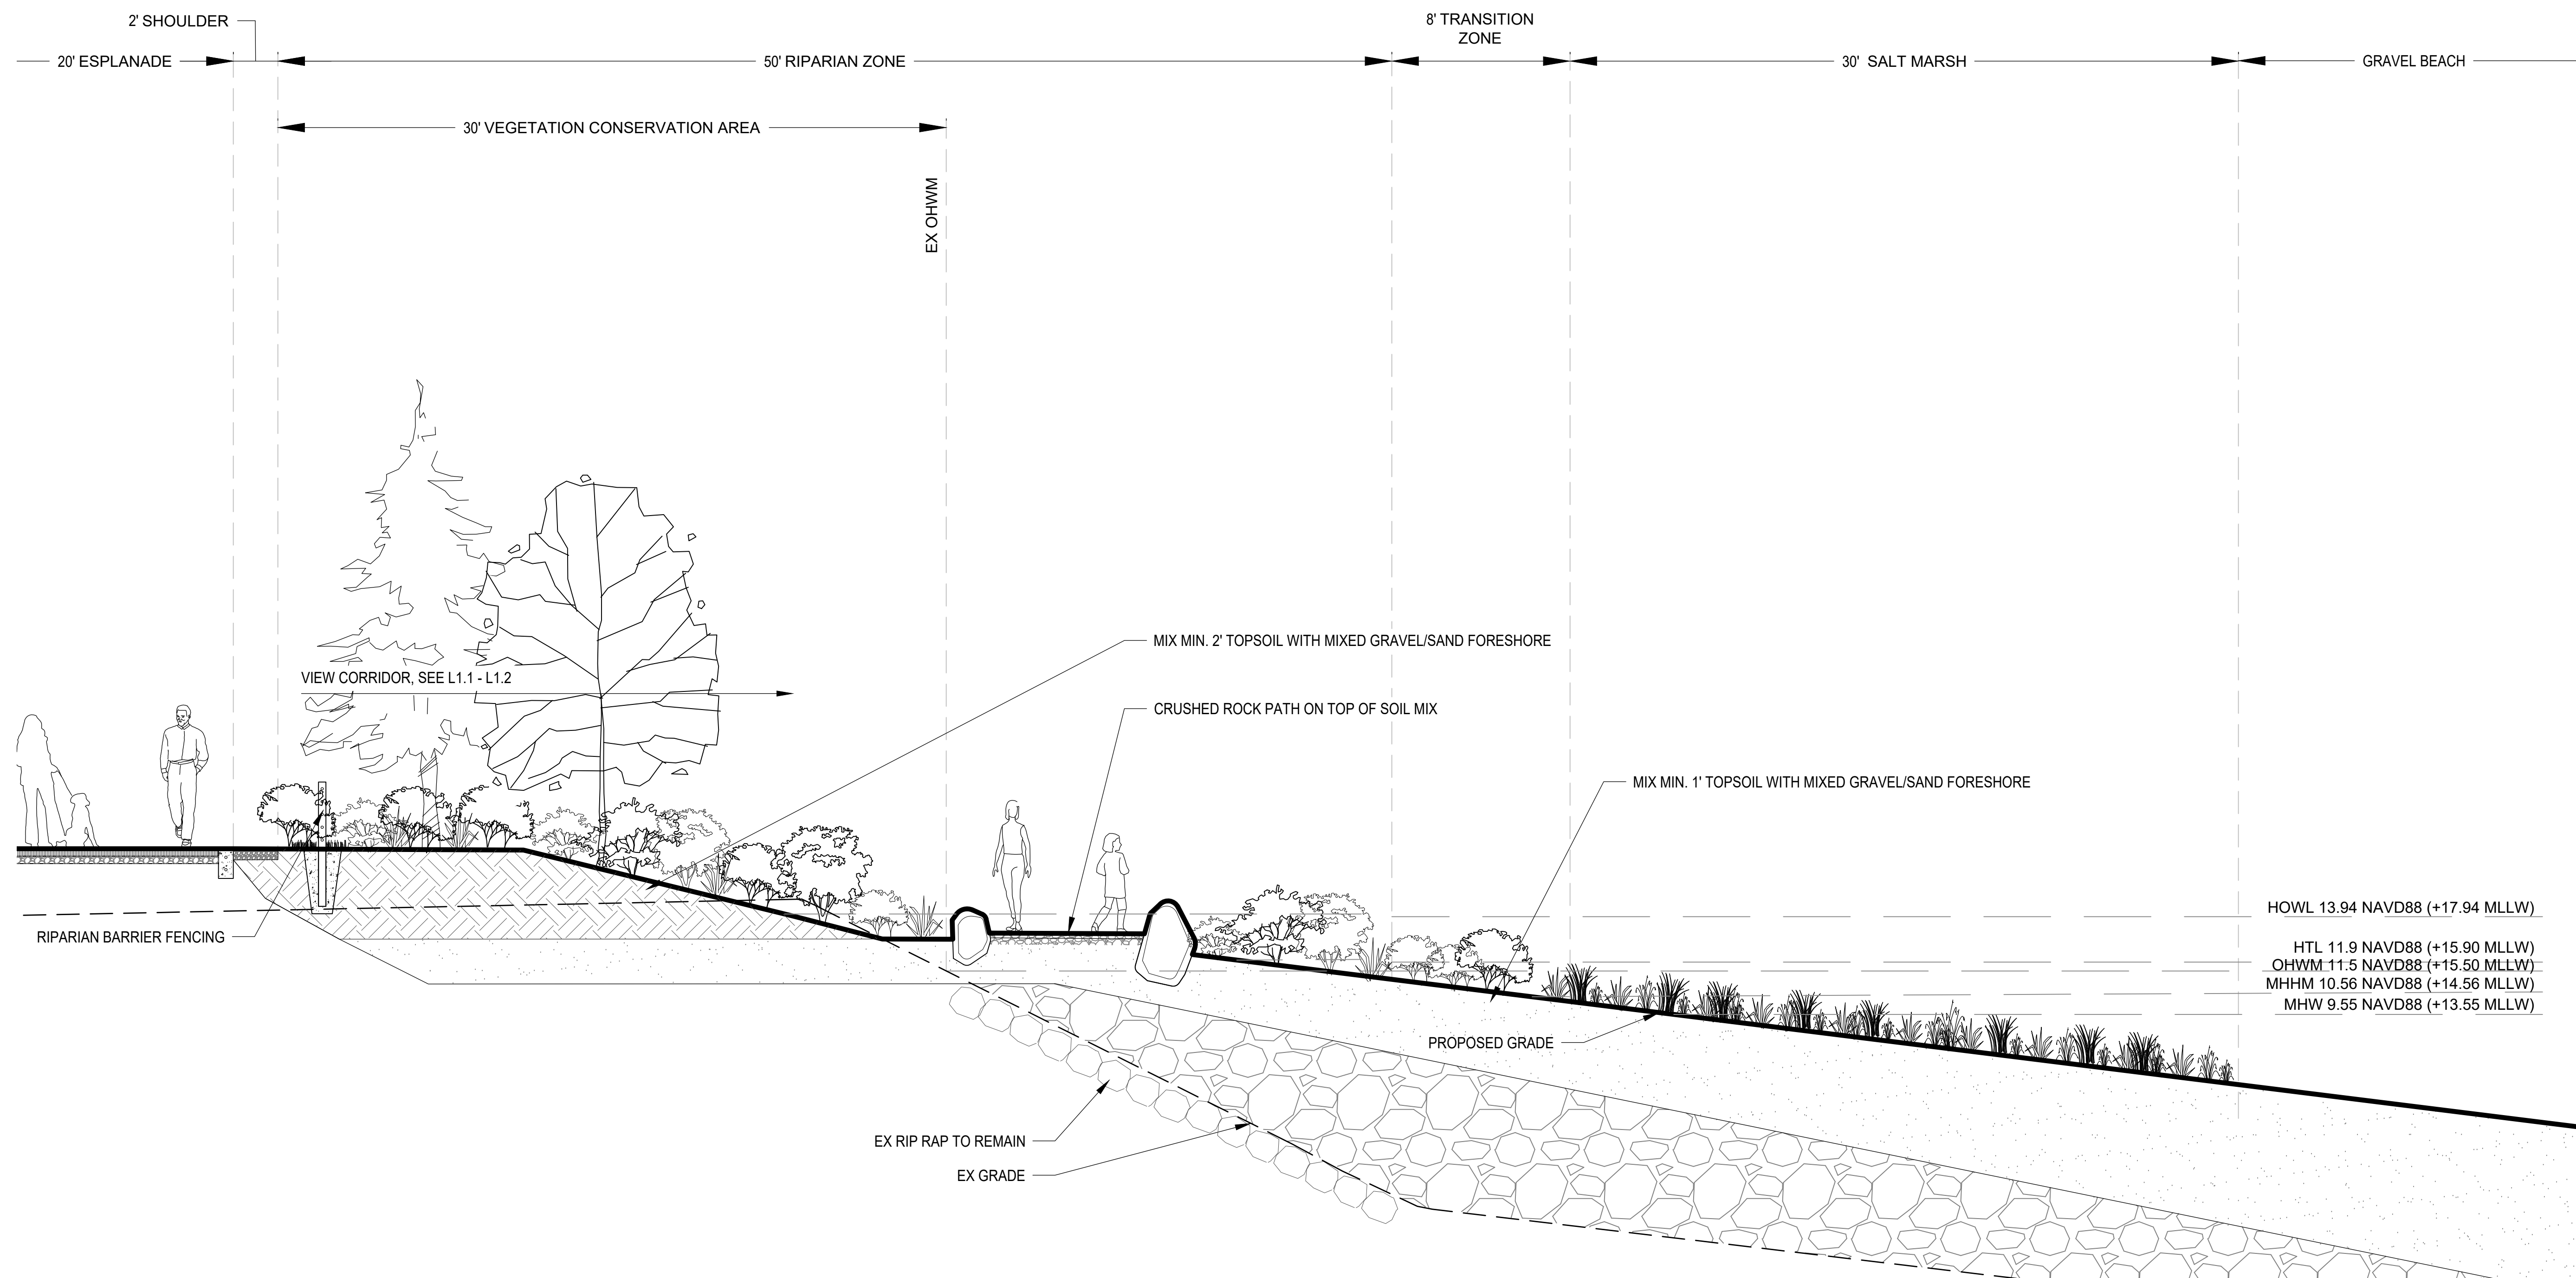 2' SHOULDER
8' TRANSITION
ZONE
20' ESPLANADE
50' RIPARIAN ZONE
30' SALT MARSH
GRAVEL BEACH
30' VEGETATION CONSERVATION AREA
EX OHWM
MIX MIN. 2' TOPSOIL WITH MIXED GRAVEL/SAND FORESHORE
VIEW CORRIDOR, SEE L1.1 - L1.2
CRUSHED ROCK PATH ON TOP OF SOIL MIX
MIX MIN. 1' TOPSOIL WITH MIXED GRAVEL/SAND FORESHORE
HOWL 13.94 NAVD88 (+17.94 MLLW)
RIPARIAN BARRIER FENCING
HTL 11.9 NAVD88 (+15.90 MLLW)
OHWM 11.5 NAVD88 (+15.50 MLLW)
MHHM 10.56 NAVD88 (+14.56 MLLW)
MHW 9.55 NAVD88 (+13.55 MLLW)
PROPOSED GRADE
EX RIP RAP TO REMAIN
EX GRADE